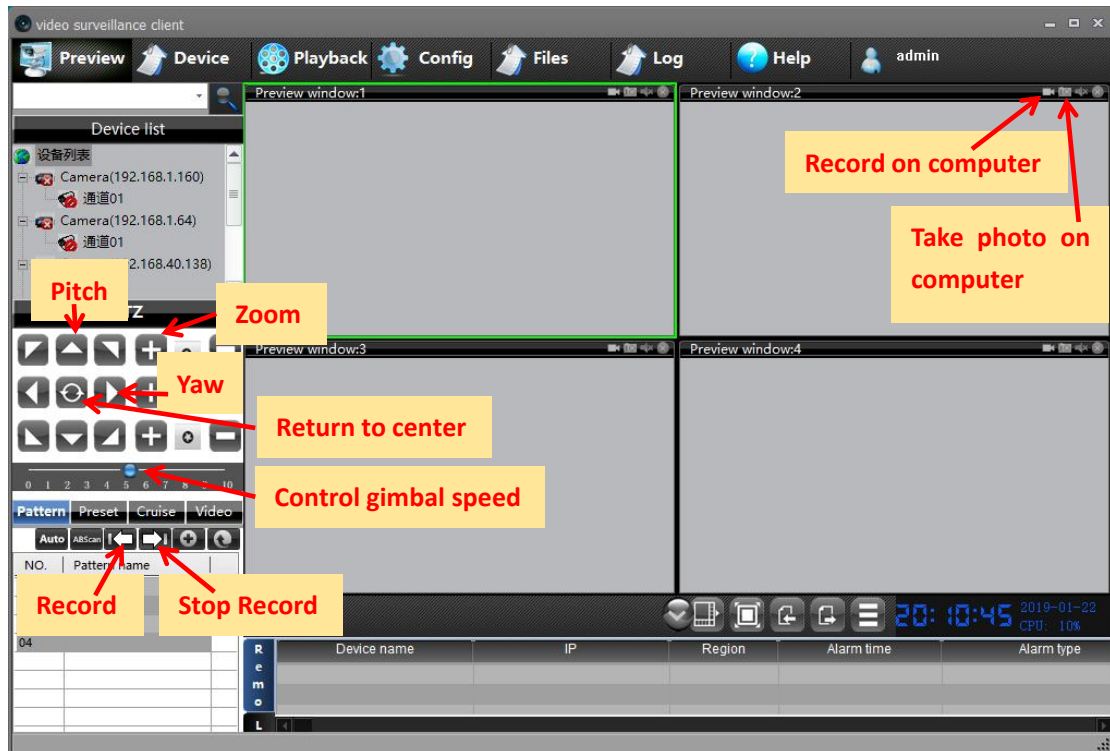 video surveillance client
Preview Device Playback Config Files Log Help admin
Device list
设备列表
Camera(192.168.1.160)
通道01
Camera(192.168.1.64)
通道01
2.168.40.138)
Pitch
TZ
Zoom
Yaw
Return to center
0 1 2 3 4 5 6 7 8 9 10
Control gimbal speed
Pattern Preset Cruise Video
Auto ABScan
NO. Pattern name
Record
Stop Record
04
Preview window:1
Preview window:2
Record on computer
Take photo on
computer
Preview window:3
Preview window:4
20:10:45
2019-01-22
CPU: 10%
Remo
L
Device name IP Region Alarm time Alarm type